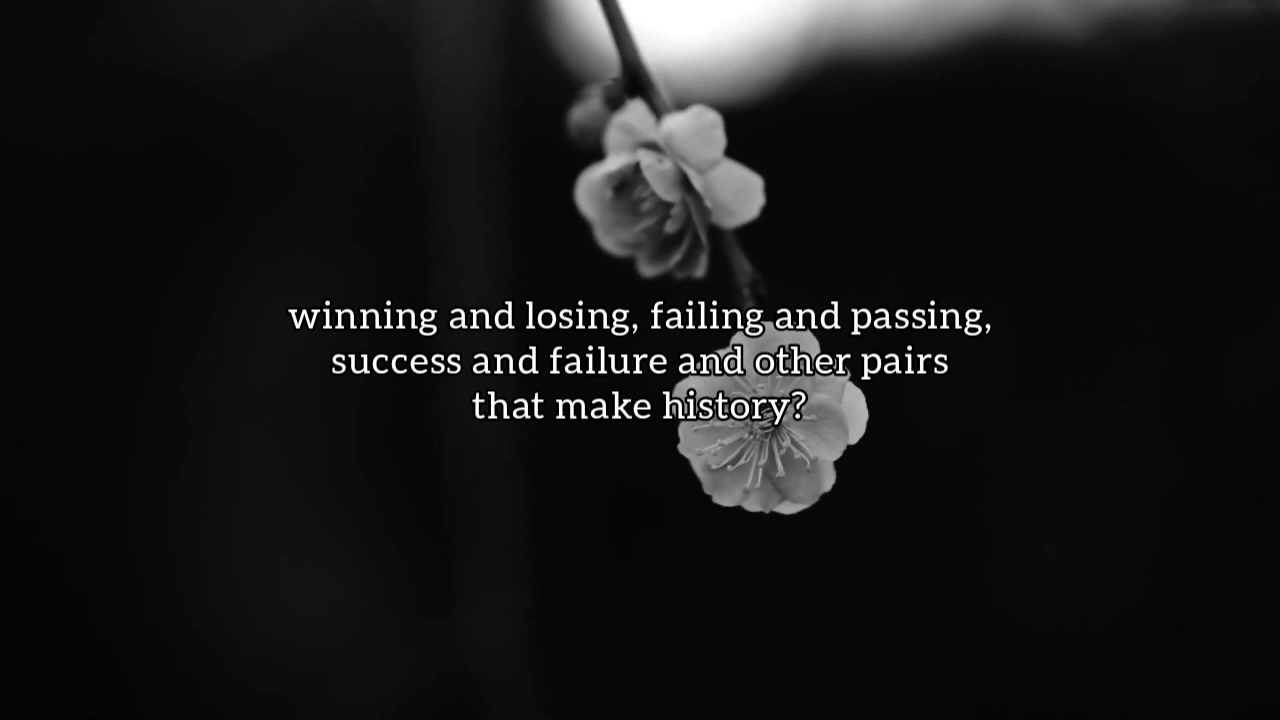 winning and losing, failing and passing,
success and failure and other pairs
that make history?